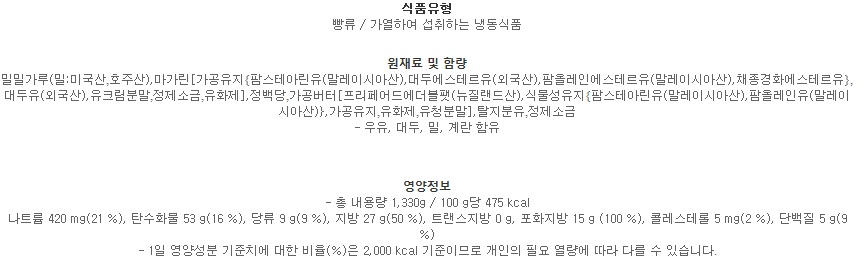 식품유형
빵류 / 가열하여 섭취하는 냉동식품
원재료 및 함량
밀밀가루(밀:미국산,호주산),마가린[가공유지{팜스테아린유(말레이시아산),대두에스테르유(외국산),팜올레인에스테르유(말레이시아산),채종경화에스테르유},
대두유(외국산),유크림분말,정제소금,유화제],정백당,가공버터[프리페어드에더블팻(뉴질랜드산),식물성유지{팜스테아린유(말레이시아산),팜올레인유(말레이
시아산)},가공유지,유화제,유청분말],탈지분유,정제소금
- 우유, 대두, 밀, 계란 함유
영양정보
- 총 내용량 1,330g / 100 g당 475 kcal
나트륨 420 mg(21 %), 탄수화물 53 g(16 %), 당류 9 g(9 %), 지방 27 g(50 %), 트랜스지방 0 g, 포화지방 15 g (100 %), 콜레스테롤 5 mg(2 %), 단백질 5 g(9
%)
- 1일 영양성분 기준치에 대한 비율(%)은 2,000 kcal 기준이므로 개인의 필요 열량에 따라 다를 수 있습니다.